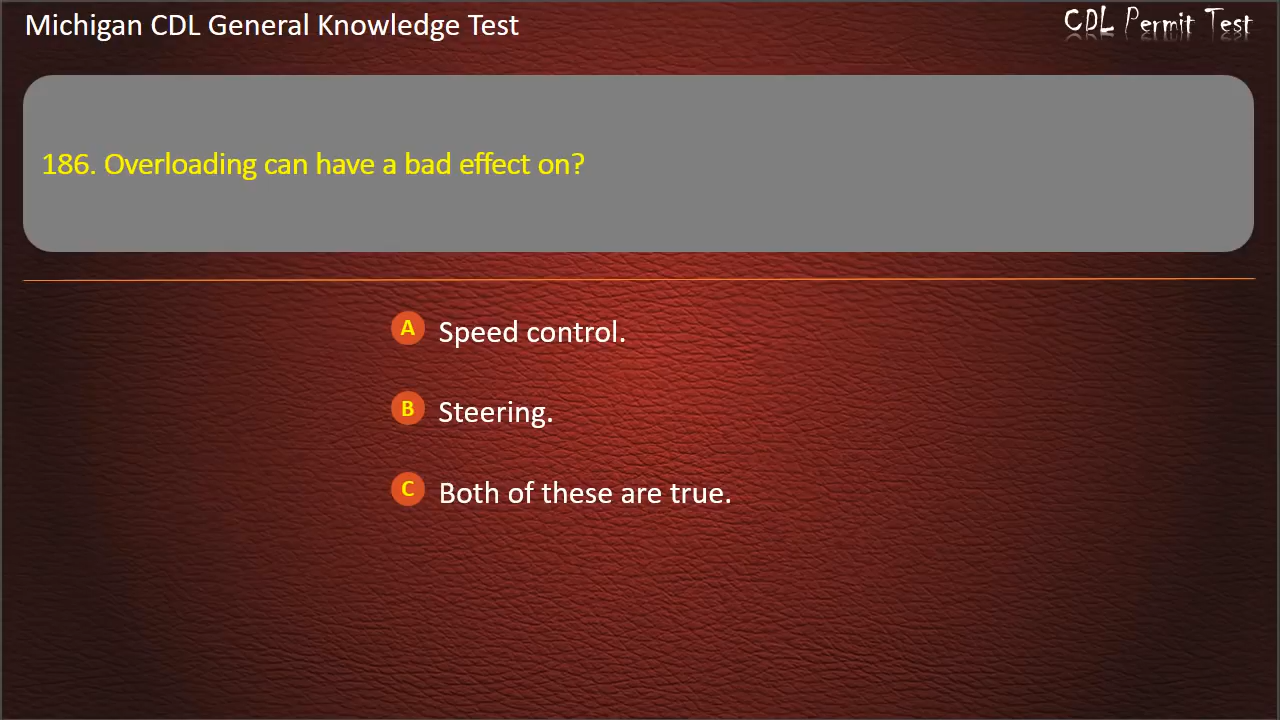 Michigan CDL General Knowledge Test
CDL Permit Test
186. Overloading can have a bad effect on?
A Speed control.
B Steering.
C Both of these are true.